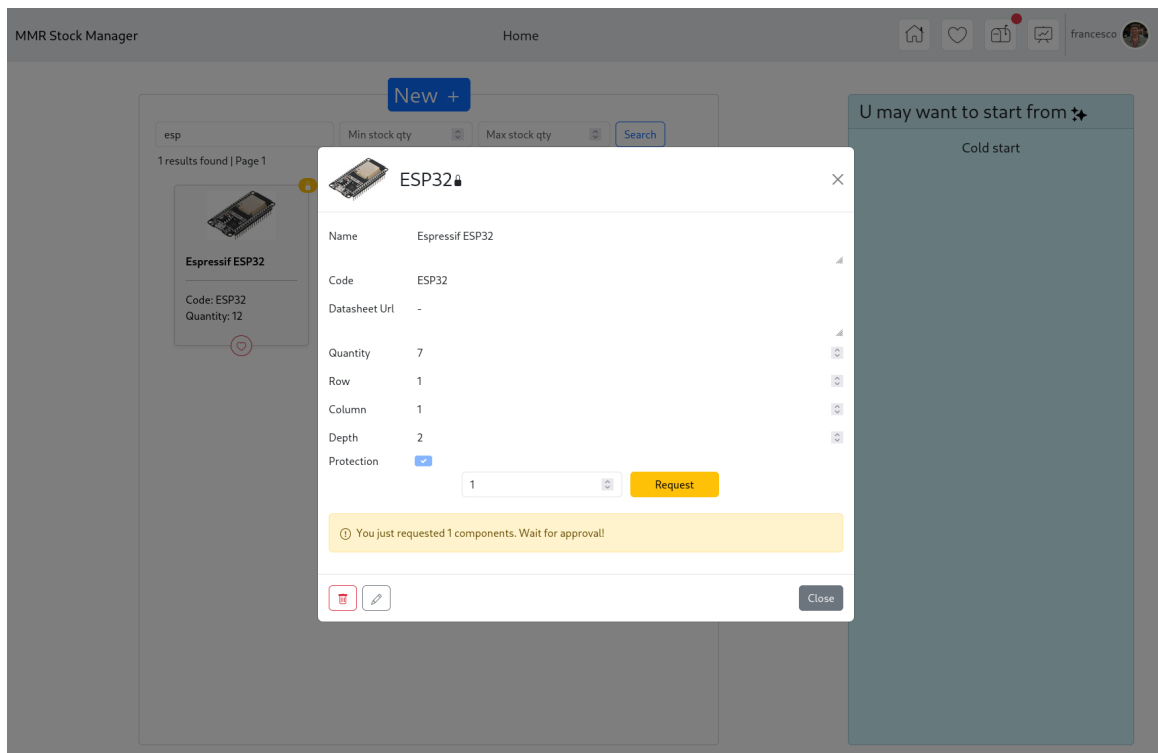 MMR Stock Manager
Home
francesco
New +
esp
Min stock qty
Max stock qty
Search
1 results found | Page 1
Espressif ESP32
Code: ESP32
Quantity: 12
ESP32
Name Espressif ESP32
Code ESP32
Datasheet Url -
Quantity 7
Row 1
Column 1
Depth 2
Protection
1
Request
You just requested 1 components. Wait for approval!
Close
U may want to start from
Cold start